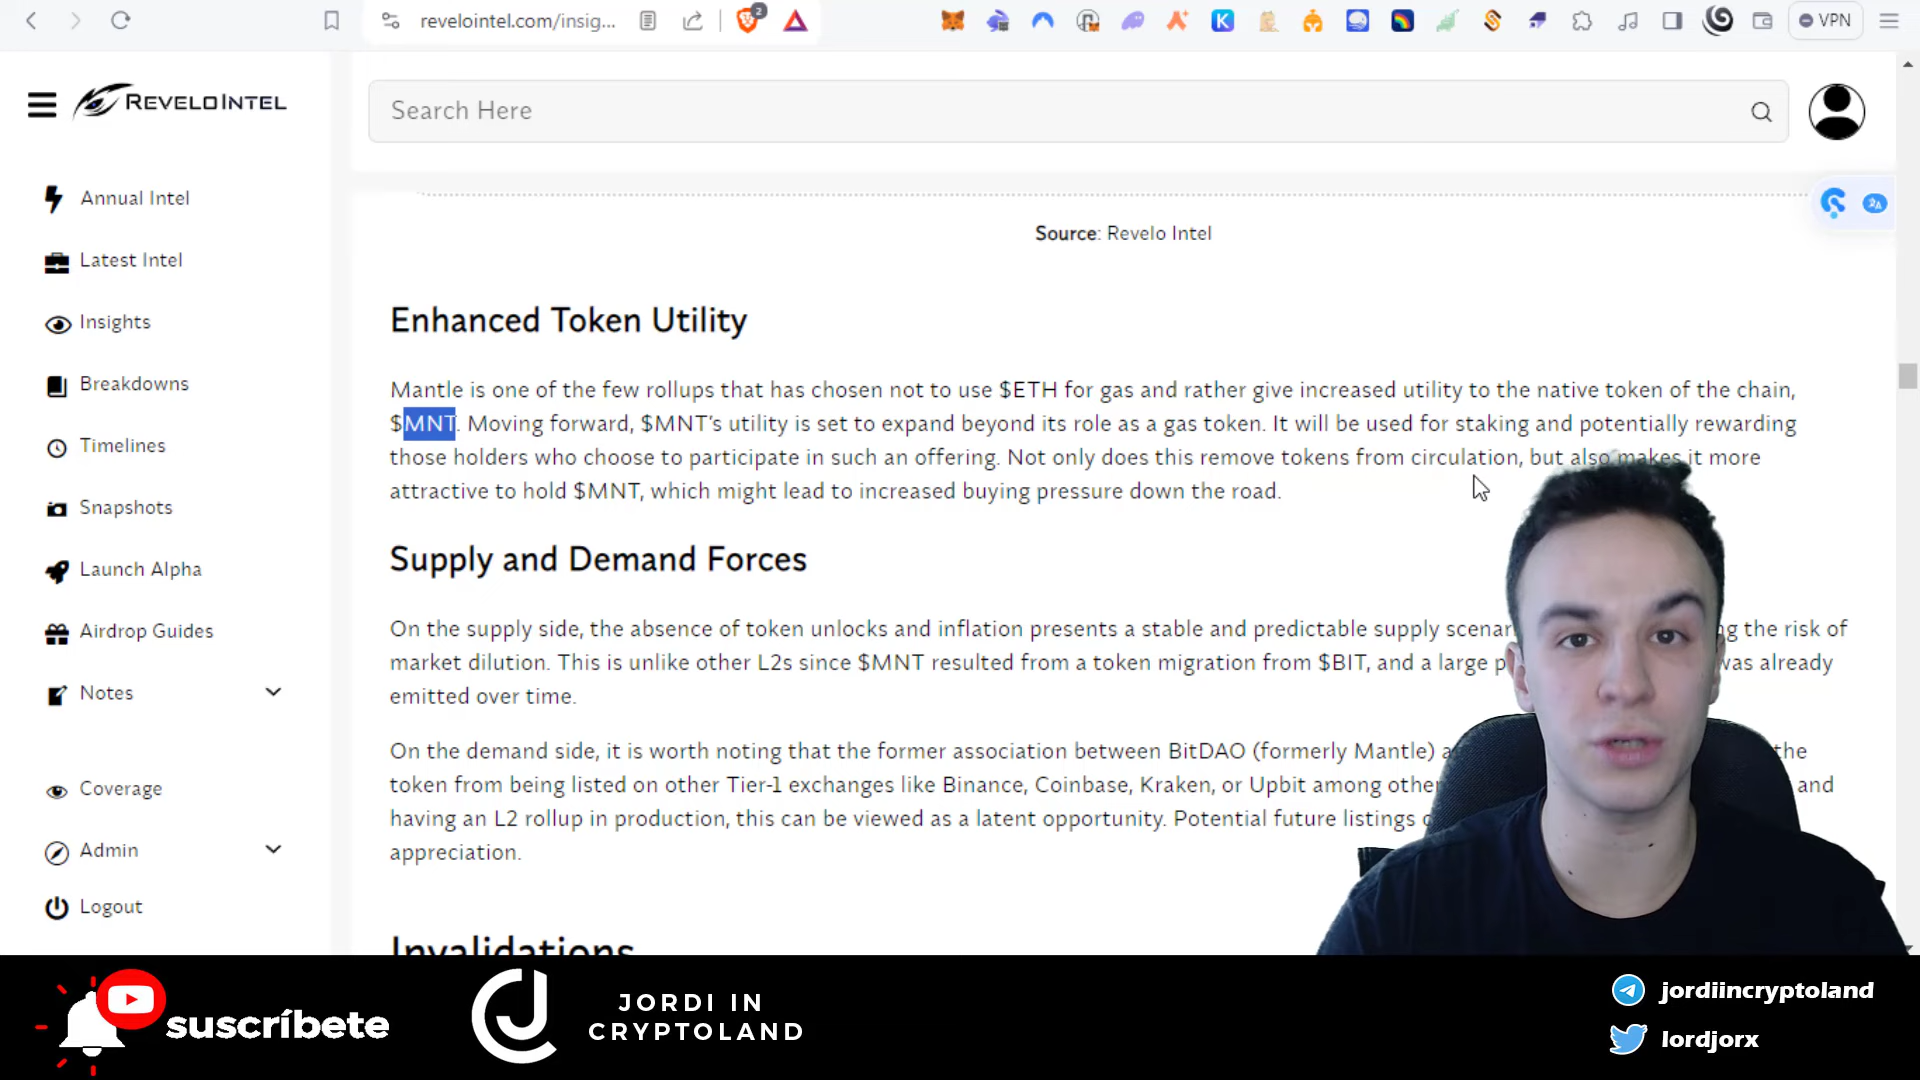 revelointel.com/insig...
2
VPN
REVELOINTEL
Search Here
Annual Intel
Latest Intel
Insights
Breakdowns
Timelines
Snapshots
Launch Alpha
Airdrop Guides
Notes
Coverage
Admin
Logout
Source: Revelo Intel
Enhanced Token Utility
Mantle is one of the few rollups that has chosen not to use $ETH for gas and rather give increased utility to the native token of the chain,
$MNT. Moving forward, $MNT’s utility is set to expand beyond its role as a gas token. It will be used for staking and potentially rewarding
those holders who choose to participate in such an offering. Not only does this remove tokens from circulation, but also makes it more
attractive to hold $MNT, which might lead to increased buying pressure down the road.
Supply and Demand Forces
On the supply side, the absence of token unlocks and inflation presents a stable and predictable supply the risk of
market dilution. This is unlike other L2s since $MNT resulted from a token migration from $BIT, and a large was already
emitted over time.
On the demand side, it is worth noting that the former association between BitDAO (formerly Mantle) the
token from being listed on other Tier-1 exchanges like Binance, Coinbase, Kraken, or Upbit among and
having an L2 rollup in production, this can be viewed as a latent opportunity. Potential future listings
appreciation.
Invalidations
suscríbete
JORDI IN
CRYPTOLAND
jordiincryptoland
lordjorx